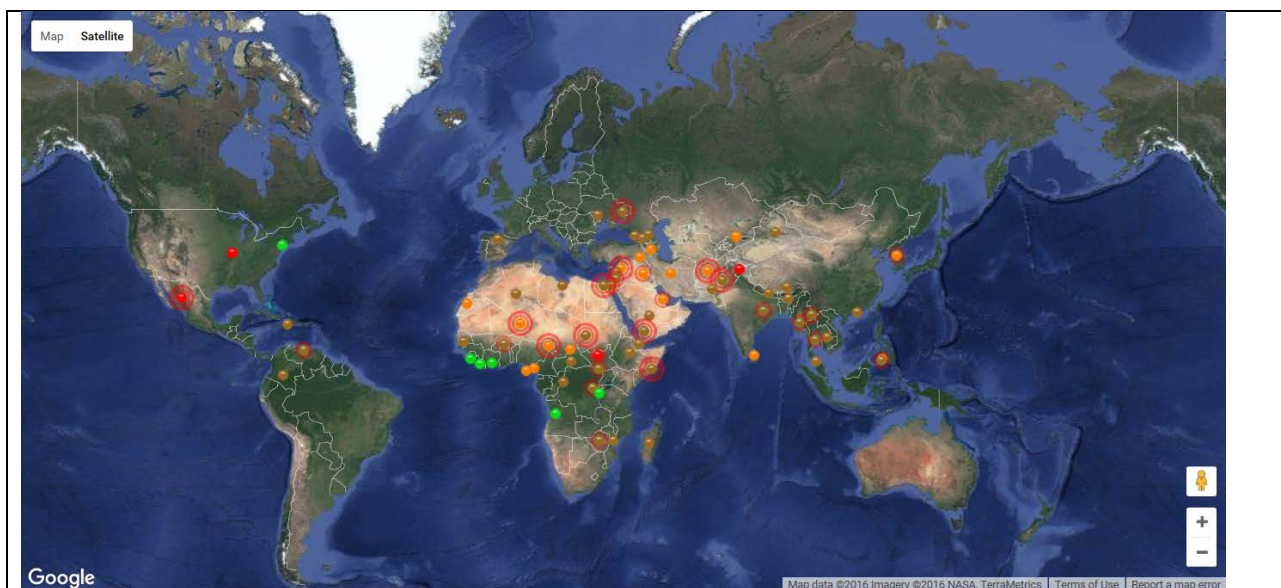 Map Satellite
Google
Map data ©2016 Imagery ©2016 NASA, TerraMetrics Terms of Use Report a map error